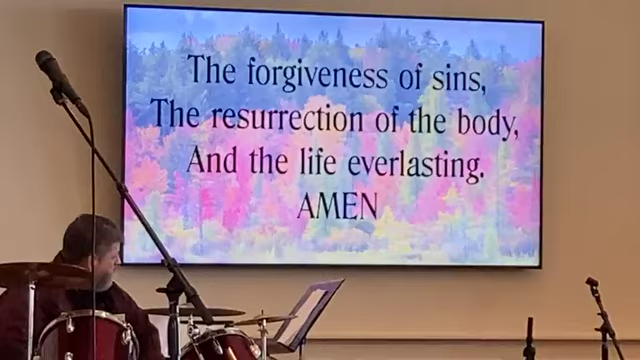 The forgiveness of sins,
The resurrection of the body,
And the life everlasting.
AMEN